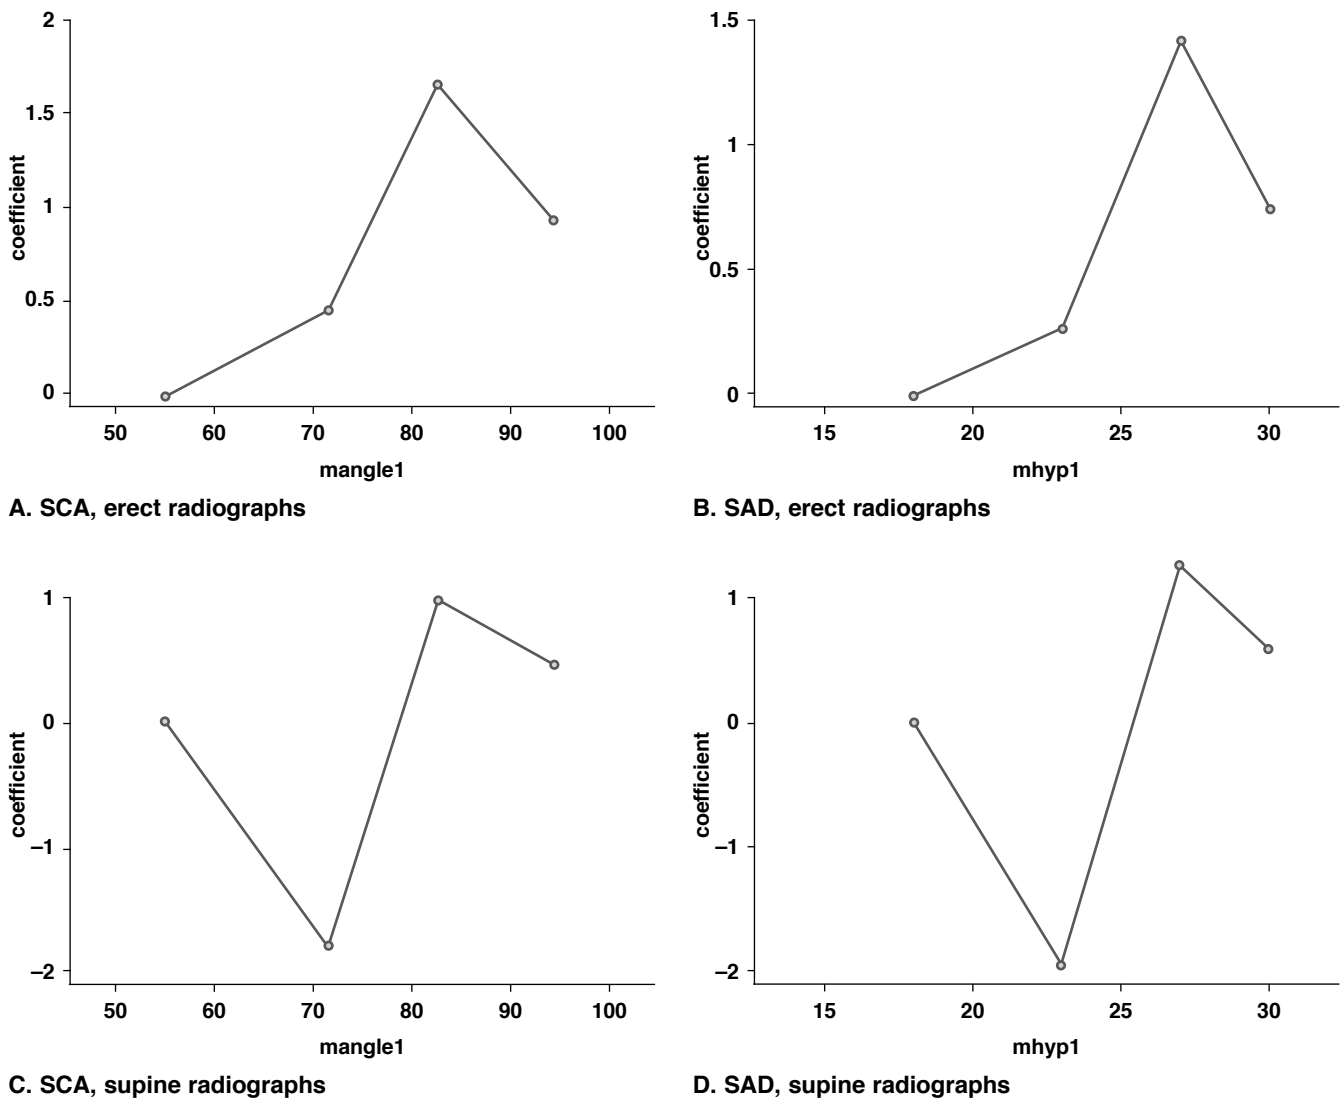 2
1.5
1
0.5
0
coefficient
50 60 70 80 90 100
mangle1
A. SCA, erect radiographs
1.5
1
0.5
0
coefficient
15 20 25 30
mhyp1
B. SAD, erect radiographs
1
0
–1
–2
coefficient
50 60 70 80 90 100
mangle1
C. SCA, supine radiographs
1
0
–1
–2
coefficient
15 20 25 30
mhyp1
D. SAD, supine radiographs